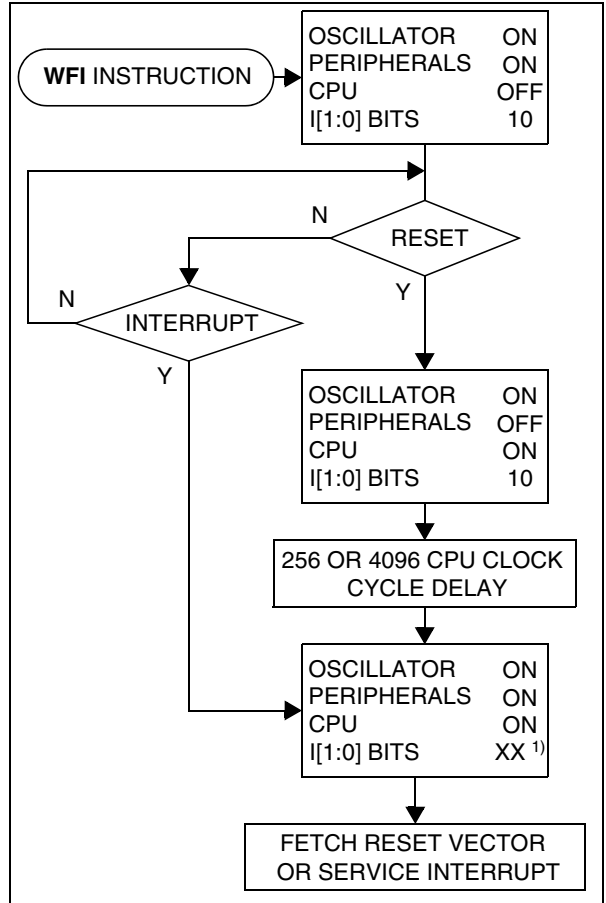 WFI INSTRUCTION
OSCILLATOR ON
PERIPHERALS ON
CPU OFF
I[1:0] BITS 10
N
RESET
Y
N
INTERRUPT
Y
OSCILLATOR ON
PERIPHERALS OFF
CPU ON
I[1:0] BITS 10
256 OR 4096 CPU CLOCK
CYCLE DELAY
OSCILLATOR ON
PERIPHERALS ON
CPU ON
I[1:0] BITS XX 1)
FETCH RESET VECTOR
OR SERVICE INTERRUPT